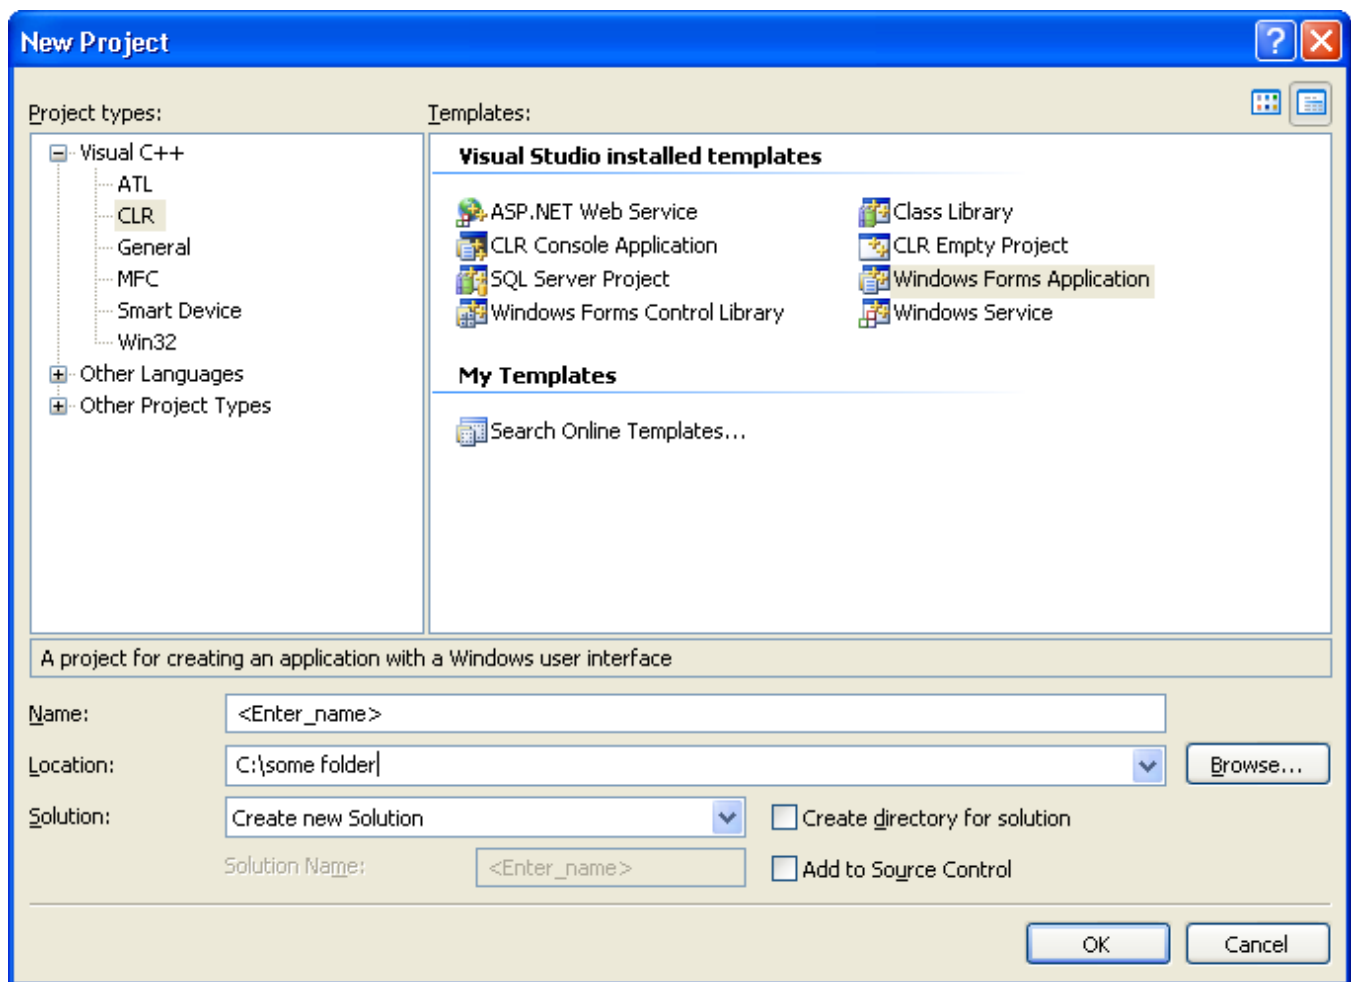 New Project
Project types:
Templates:
Visual C++
ATL
CLR
General
MFC
Smart Device
Win32
Other Languages
Other Project Types
Visual Studio installed templates
ASP.NET Web Service
Class Library
CLR Console Application
CLR Empty Project
SQL Server Project
Windows Forms Application
Windows Forms Control Library
Windows Service
My Templates
Search Online Templates...
A project for creating an application with a Windows user interface
Name:
<Enter_name>
Location:
C:\some folder
Browse...
Solution:
Create new Solution
Create directory for solution
Solution Name:
<Enter_name>
Add to Source Control
OK
Cancel